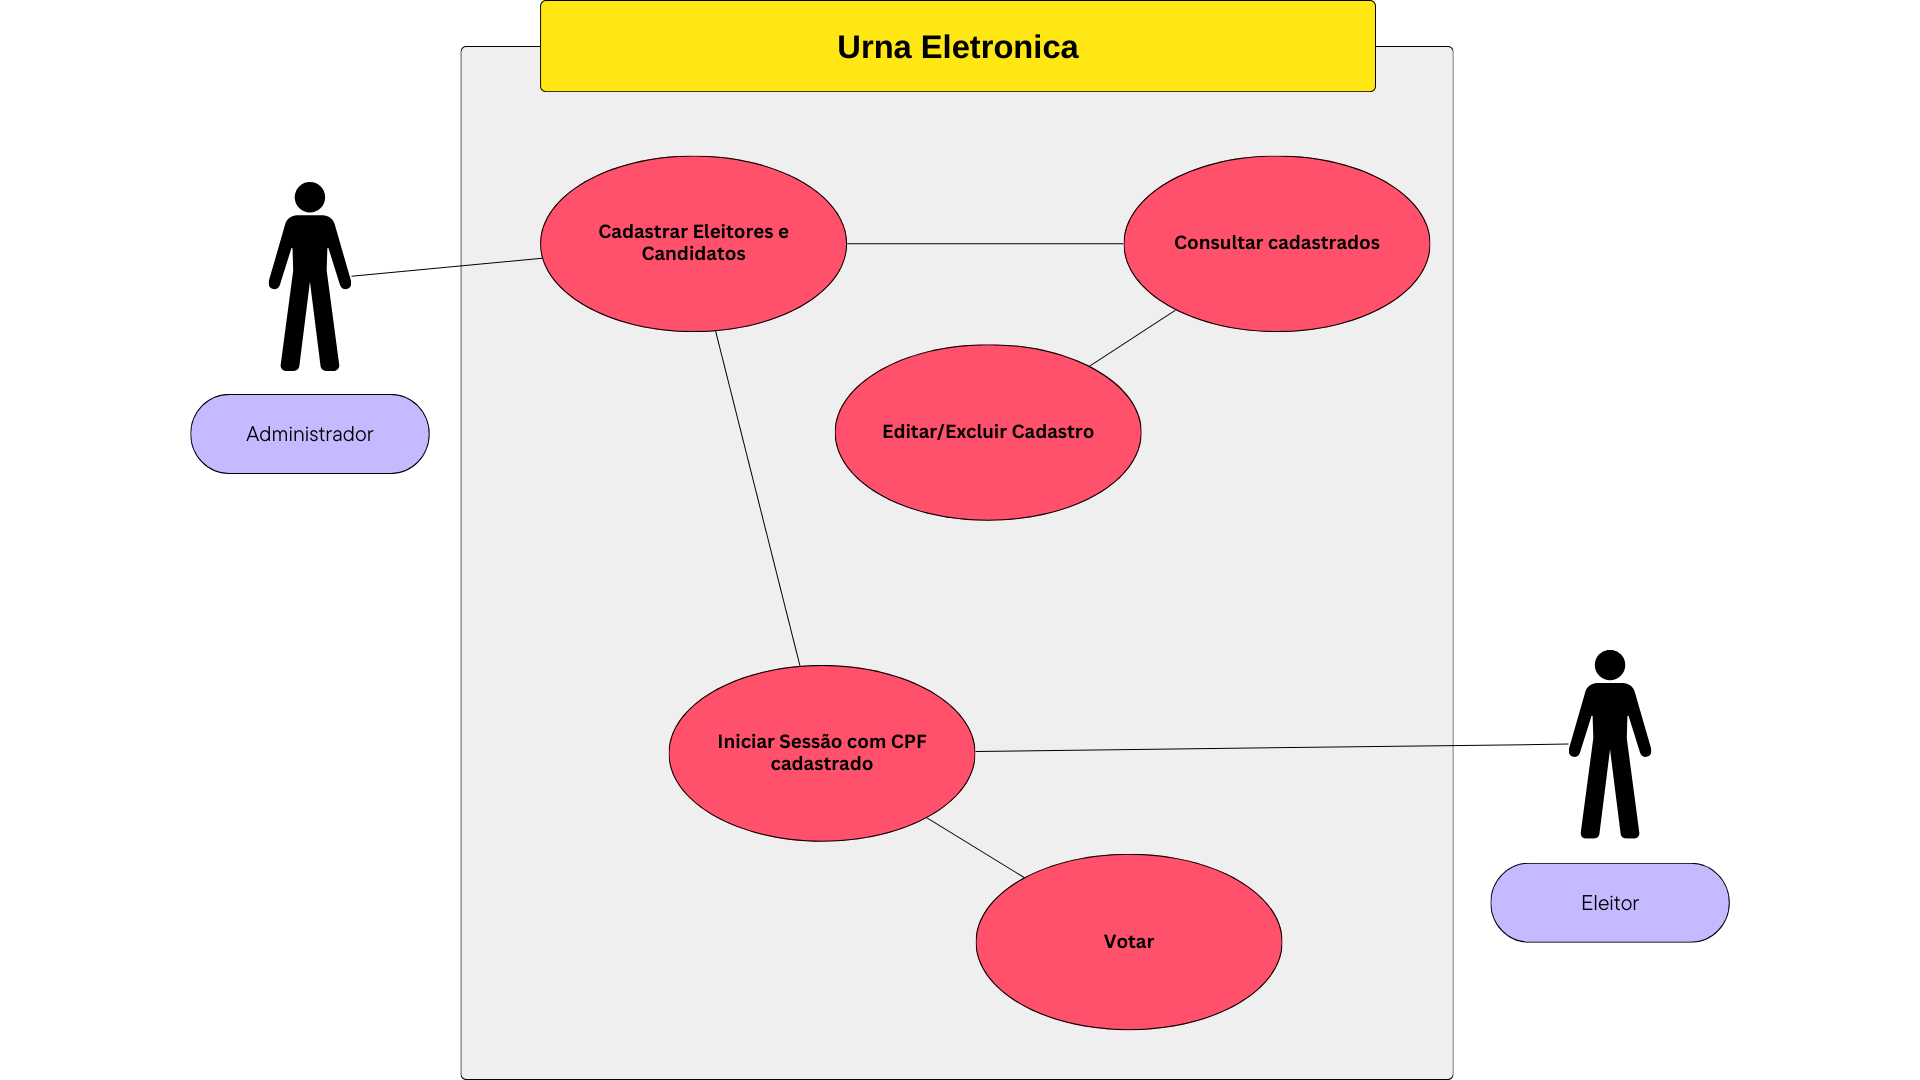 Urna Eletronica
Cadastrar Eleitores e
Candidatos
Consultar cadastrados
Editar/Excluir Cadastro
Administrador
Iniciar Sessão com CPF
cadastrado
Votar
Eleitor